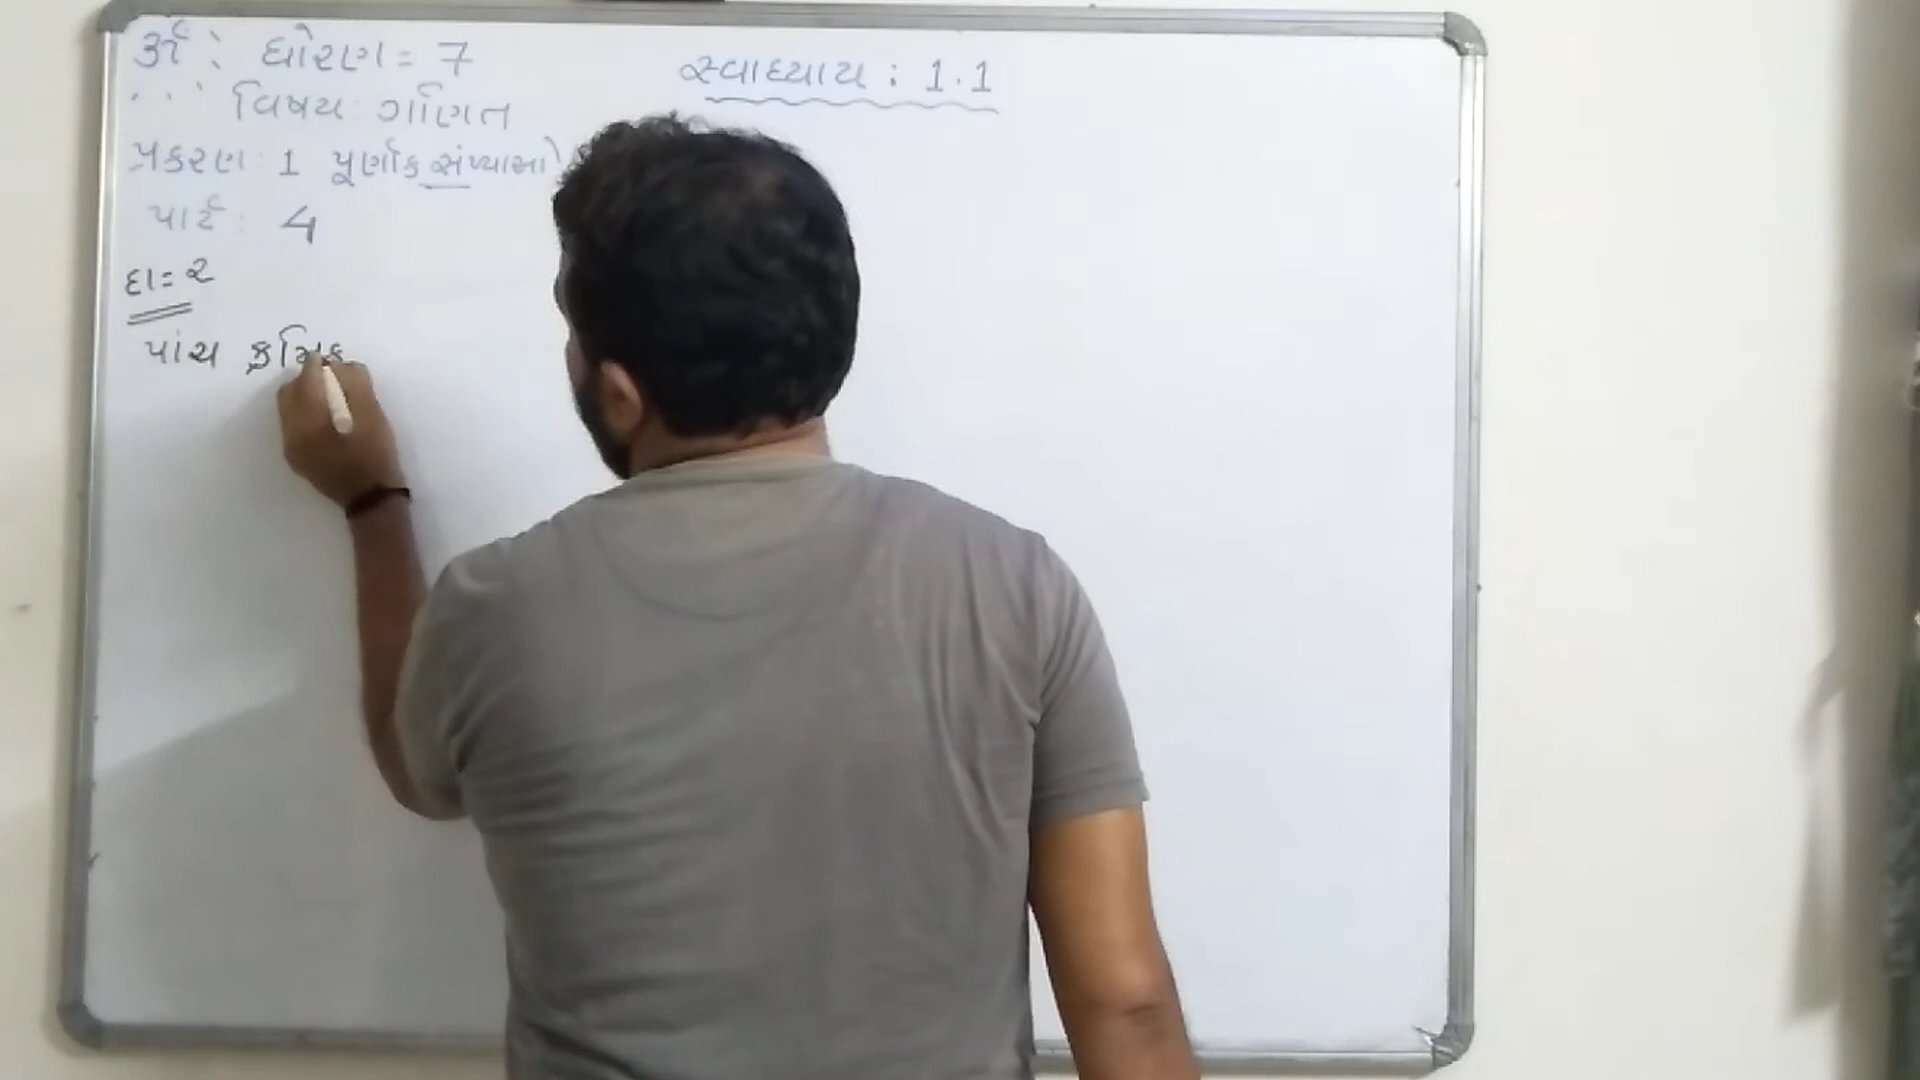 ૐ : ધોરણ = 7
સ્વાધ્યાય : 1.1
વિષય : ગણિત
પ્રકરણ : 1 પૂર્ણાંક સંખ્યાઓ
પાર્ટ : 4
દા = ૨
પાંચ ક્રમિક